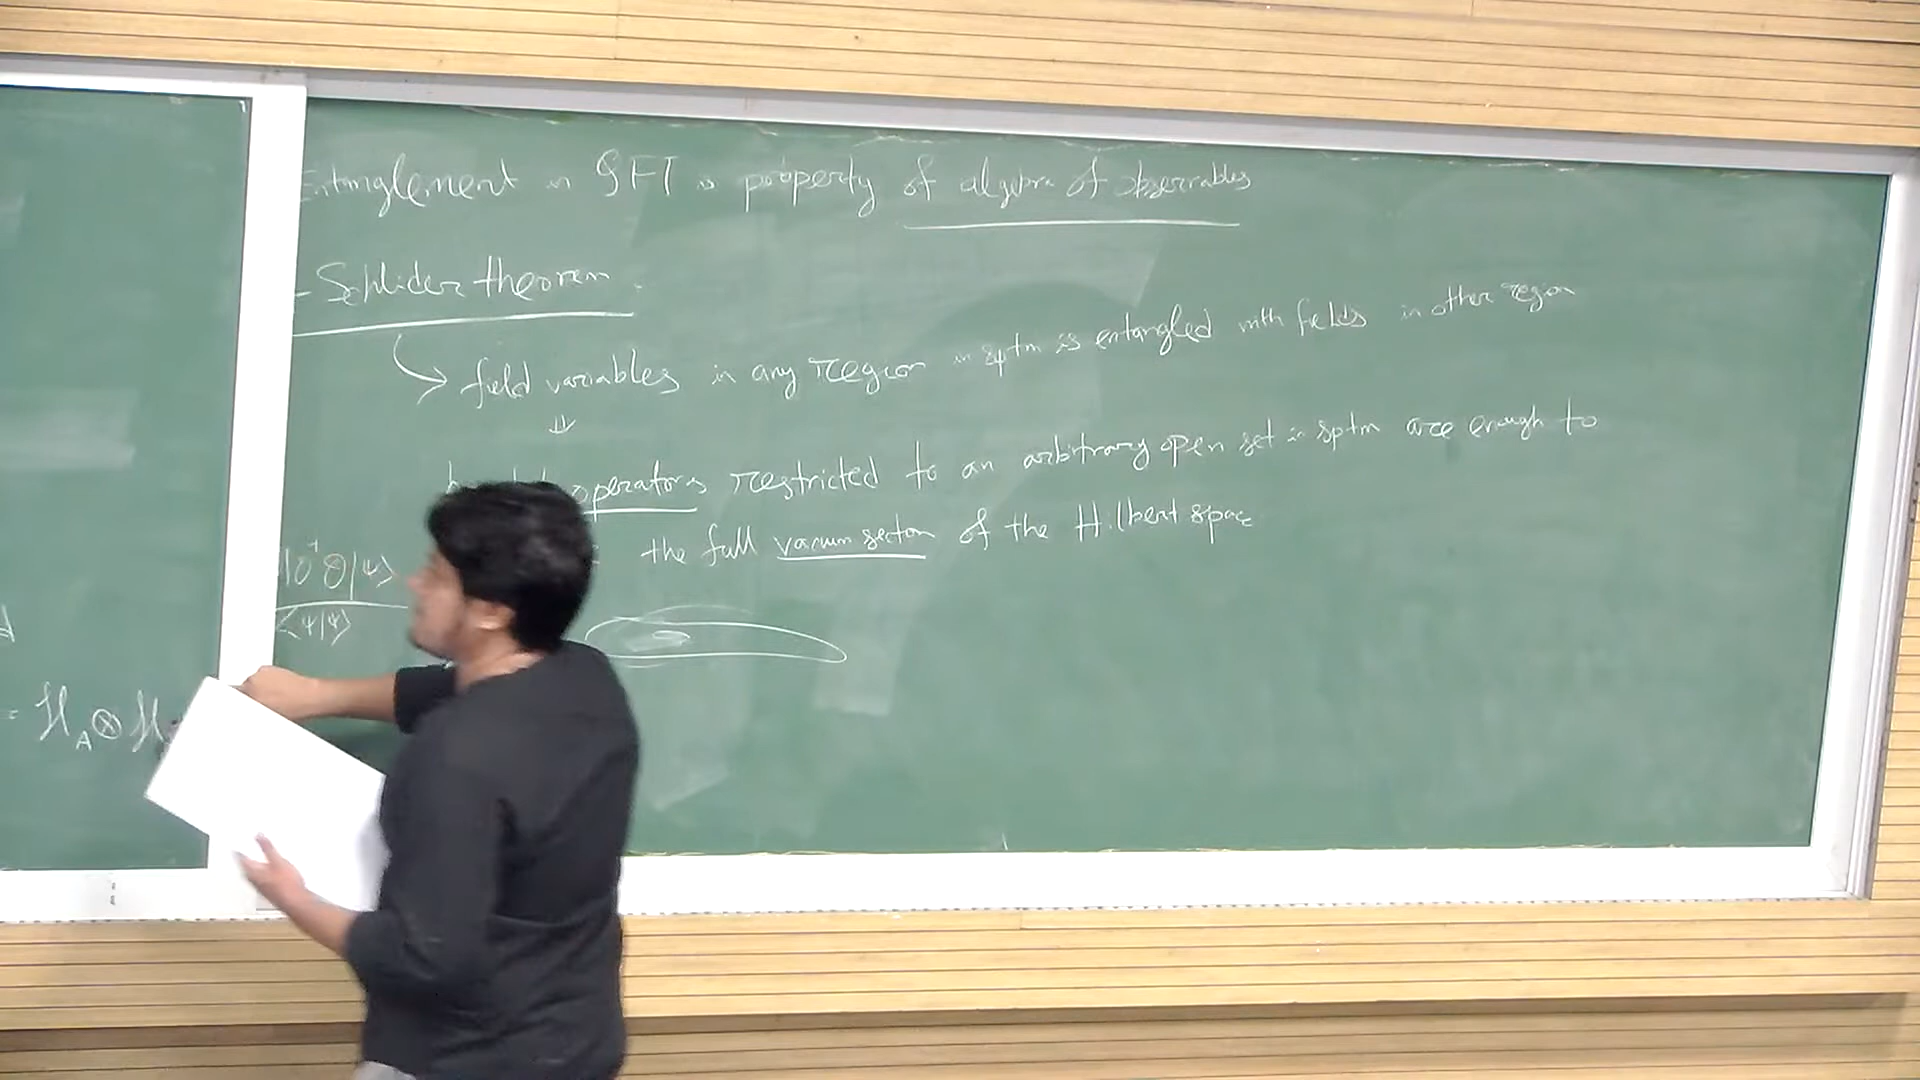 Entanglement in QFT is property of algebra of observables
- Schlider theorem.
field variables in any region in sptm is entangled with fields in other region
⇓
operators restricted to an arbitrary open set in sptm are enough to
the full vacuum sector of the Hilbert space
O†O|Ψ⟩
⟨Ψ|Ψ⟩
= H_A ⊗ H